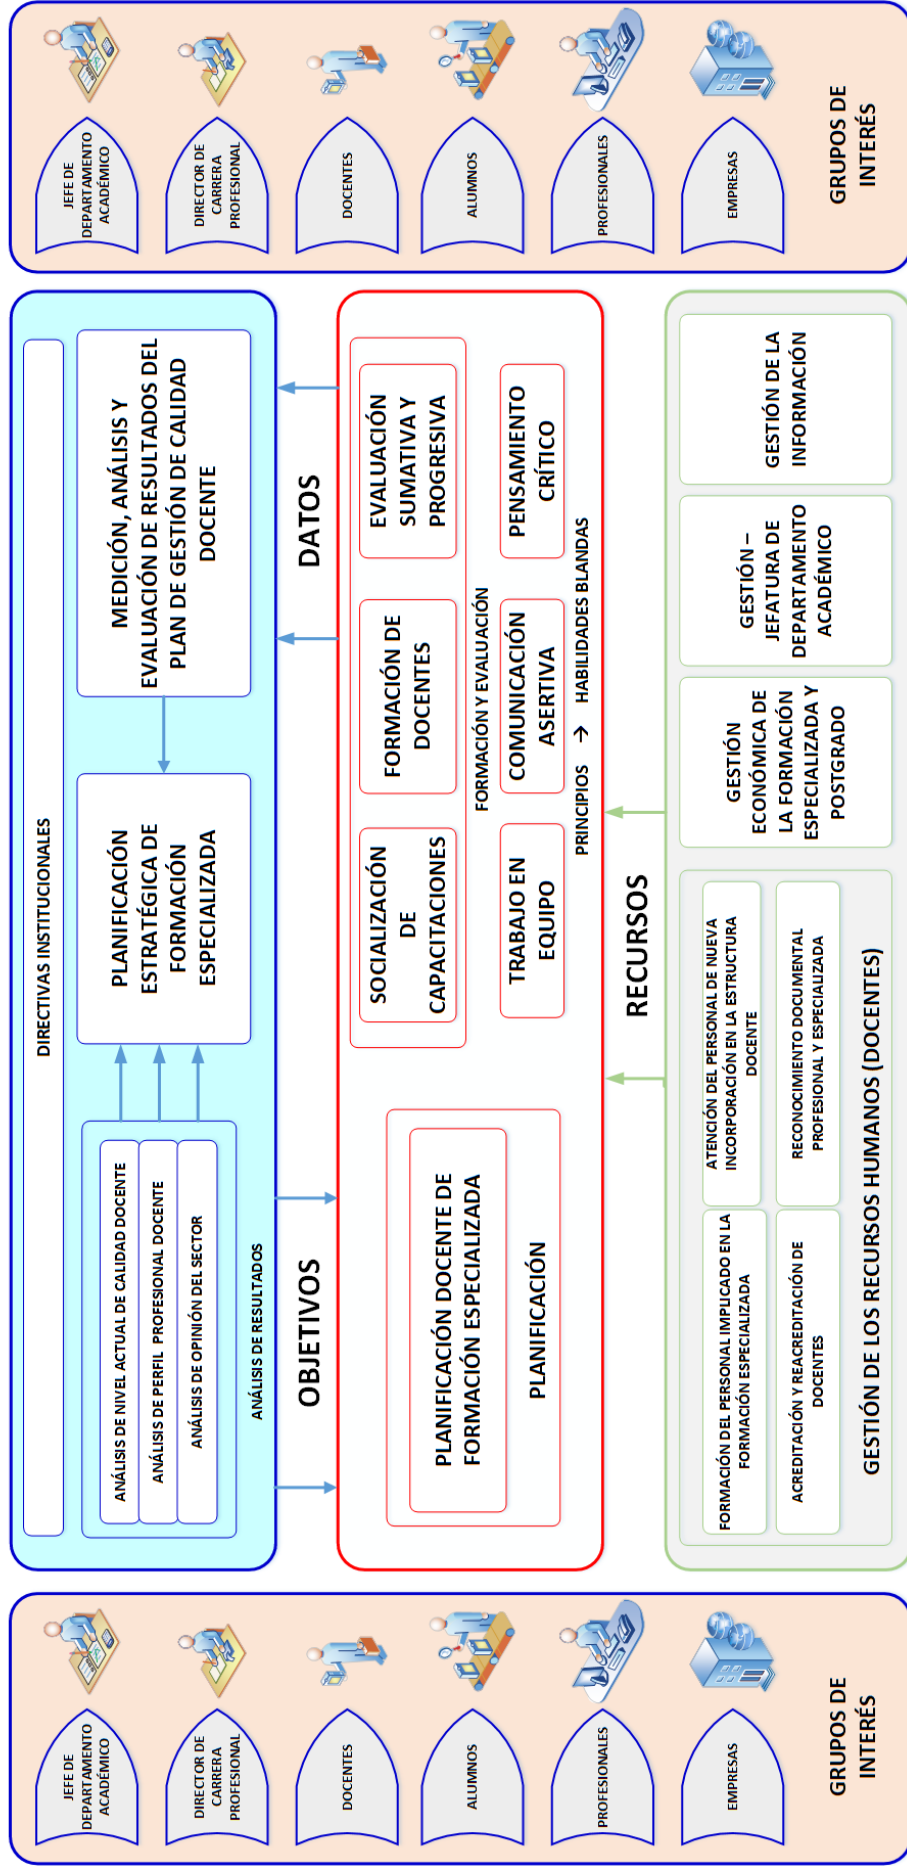 JEFE DE
DEPARTAMENTO
ACADÉMICO
DIRECTOR DE
CARRERA
PROFESIONAL
DOCENTES
ALUMNOS
PROFESIONALES
EMPRESAS
GRUPOS DE
INTERÉS
DIRECTIVAS INSTITUCIONALES
ANÁLISIS DE NIVEL ACTUAL DE CALIDAD DOCENTE
ANÁLISIS DE PERFIL PROFESIONAL DOCENTE
ANÁLISIS DE OPINIÓN DEL SECTOR
ANÁLISIS DE RESULTADOS
PLANIFICACIÓN
ESTRATÉGICA DE
FORMACIÓN
ESPECIALIZADA
MEDICIÓN, ANÁLISIS Y
EVALUACIÓN DE RESULTADOS DEL
PLAN DE GESTIÓN DE CALIDAD
DOCENTE
OBJETIVOS
DATOS
PLANIFICACIÓN DOCENTE DE
FORMACIÓN ESPECIALIZADA
PLANIFICACIÓN
SOCIALIZACIÓN
DE
CAPACITACIONES
FORMACIÓN DE
DOCENTES
EVALUACIÓN
SUMATIVA Y
PROGRESIVA
FORMACIÓN Y EVALUACIÓN
TRABAJO EN
EQUIPO
COMUNICACIÓN
ASERTIVA
PENSAMIENTO
CRÍTICO
PRINCIPIOS → HABILIDADES BLANDAS
RECURSOS
FORMACIÓN DEL PERSONAL IMPLICADO EN LA
FORMACIÓN ESPECIALIZADA
ATENCIÓN DEL PERSONAL DE NUEVA
INCORPORACIÓN EN LA ESTRUCTURA
DOCENTE
ACREDITACIÓN Y REACREDITACIÓN DE
DOCENTES
RECONOCIMIENTO DOCUMENTAL
PROFESIONAL Y ESPECIALIZADA
GESTIÓN DE LOS RECURSOS HUMANOS (DOCENTES)
GESTIÓN
ECONÓMICA DE
LA FORMACIÓN
ESPECIALIZADA Y
POSTGRADO
GESTIÓN –
JEFATURA DE
DEPARTAMENTO
ACADÉMICO
GESTIÓN DE LA
INFORMACIÓN
JEFE DE
DEPARTAMENTO
ACADÉMICO
DIRECTOR DE
CARRERA
PROFESIONAL
DOCENTES
ALUMNOS
PROFESIONALES
EMPRESAS
GRUPOS DE
INTERÉS